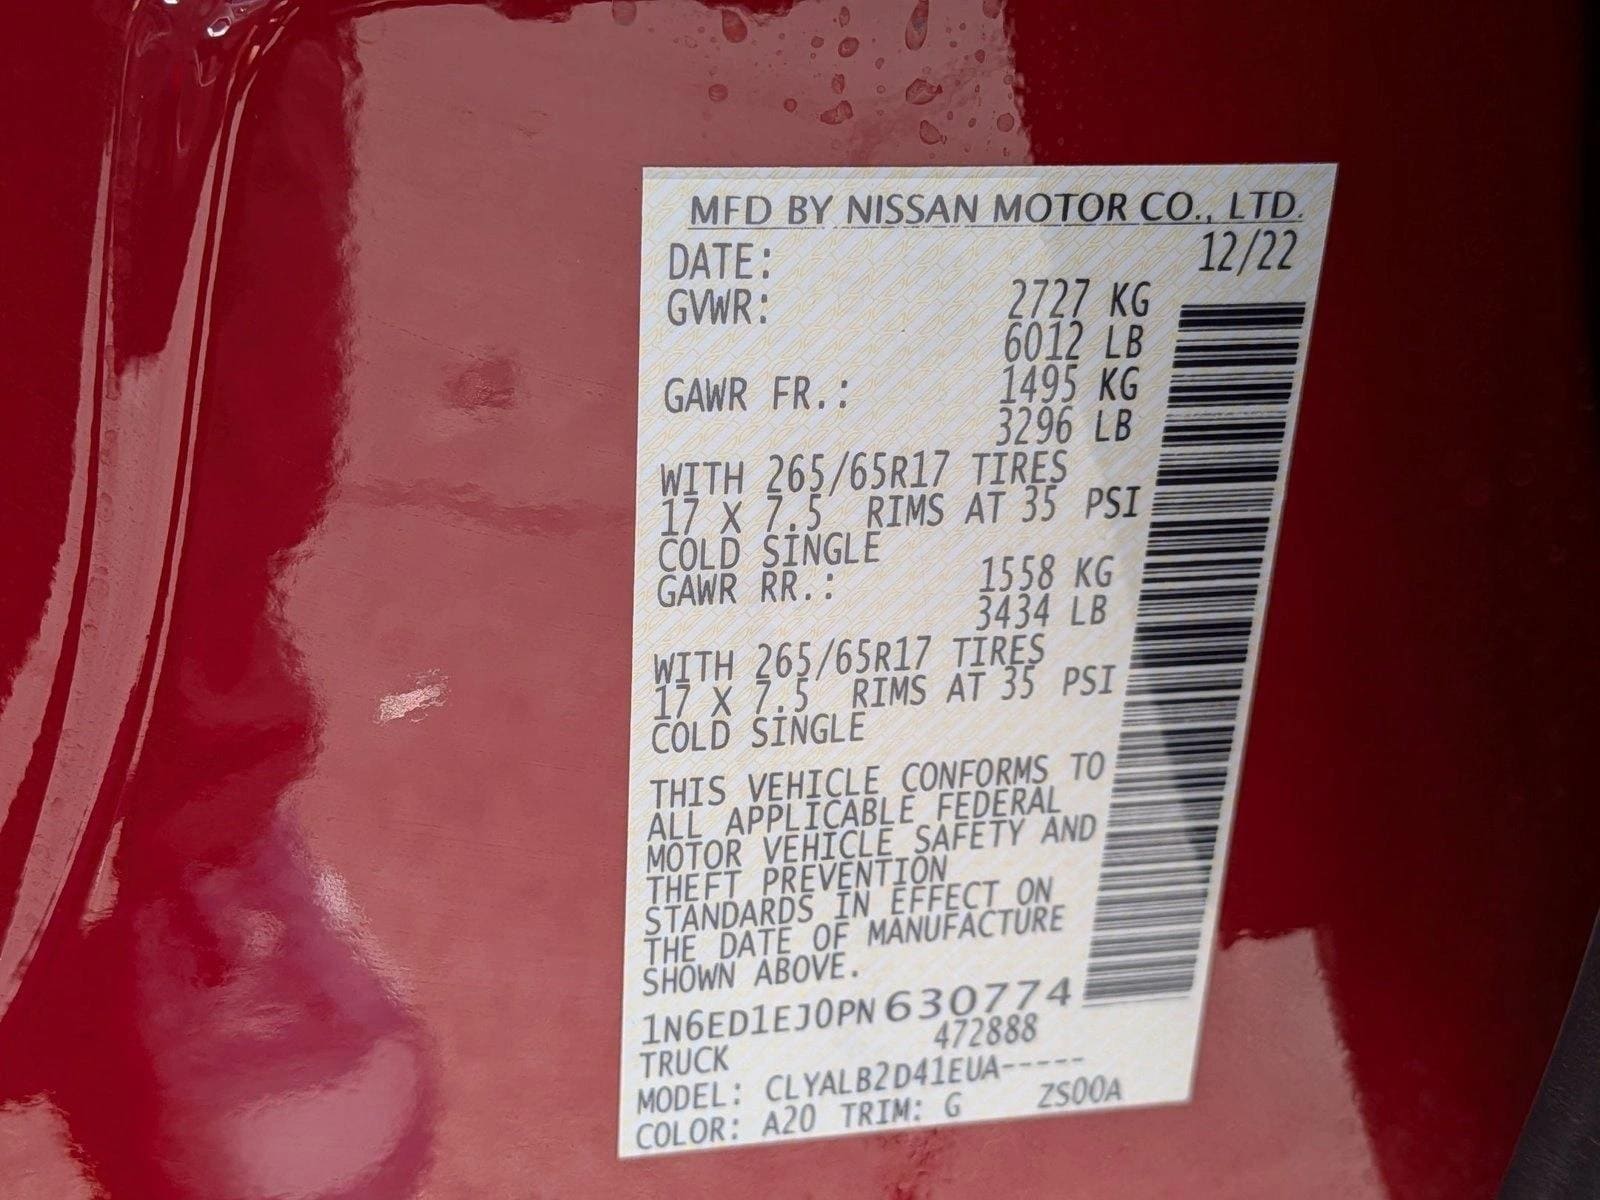 MFD BY NISSAN MOTOR CO., LTD.
DATE: 12/22
GVWR: 2727 KG
6012 LB
GAWR FR.: 1495 KG
3296 LB
WITH 265/65R17 TIRES
17 X 7.5 RIMS AT 35 PSI
COLD SINGLE
GAWR RR.: 1558 KG
3434 LB
WITH 265/65R17 TIRES
17 X 7.5 RIMS AT 35 PSI
COLD SINGLE
THIS VEHICLE CONFORMS TO
ALL APPLICABLE FEDERAL
MOTOR VEHICLE SAFETY AND
THEFT PREVENTION
STANDARDS IN EFFECT ON
THE DATE OF MANUFACTURE
SHOWN ABOVE.
1N6ED1EJ0PN630774
TRUCK 472888
MODEL: CLYALB2D41EUA-----
COLOR: A20 TRIM: G ZS00A